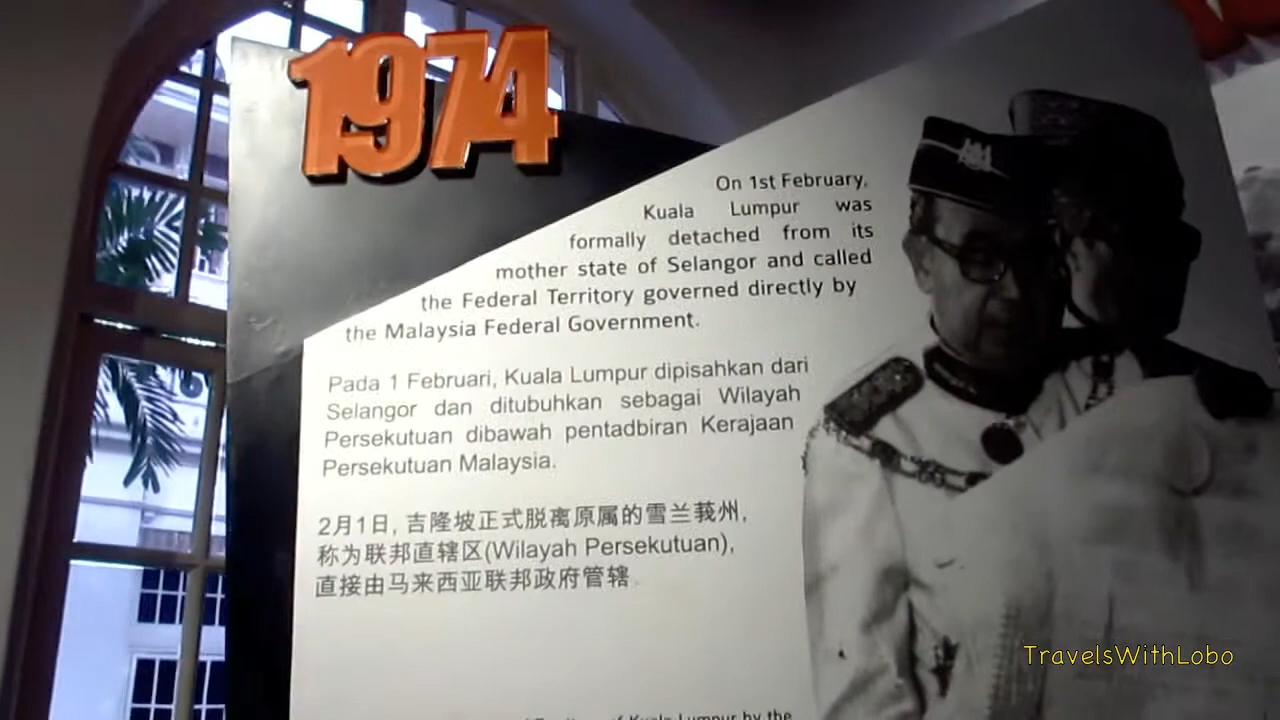 1974
On 1st February,
Kuala Lumpur was
formally detached from its
mother state of Selangor and called
the Federal Territory governed directly by
the Malaysia Federal Government.
Pada 1 Februari, Kuala Lumpur dipisahkan dari
Selangor dan ditubuhkan sebagai Wilayah
Persekutuan dibawah pentadbiran Kerajaan
Persekutuan Malaysia.
2月1日, 吉隆坡正式脱离原属的雪兰莪州,
称为联邦直辖区(Wilayah Persekutuan),
直接由马来西亚联邦政府管辖
of Kuala Lumpur by the
TravelsWithLobo